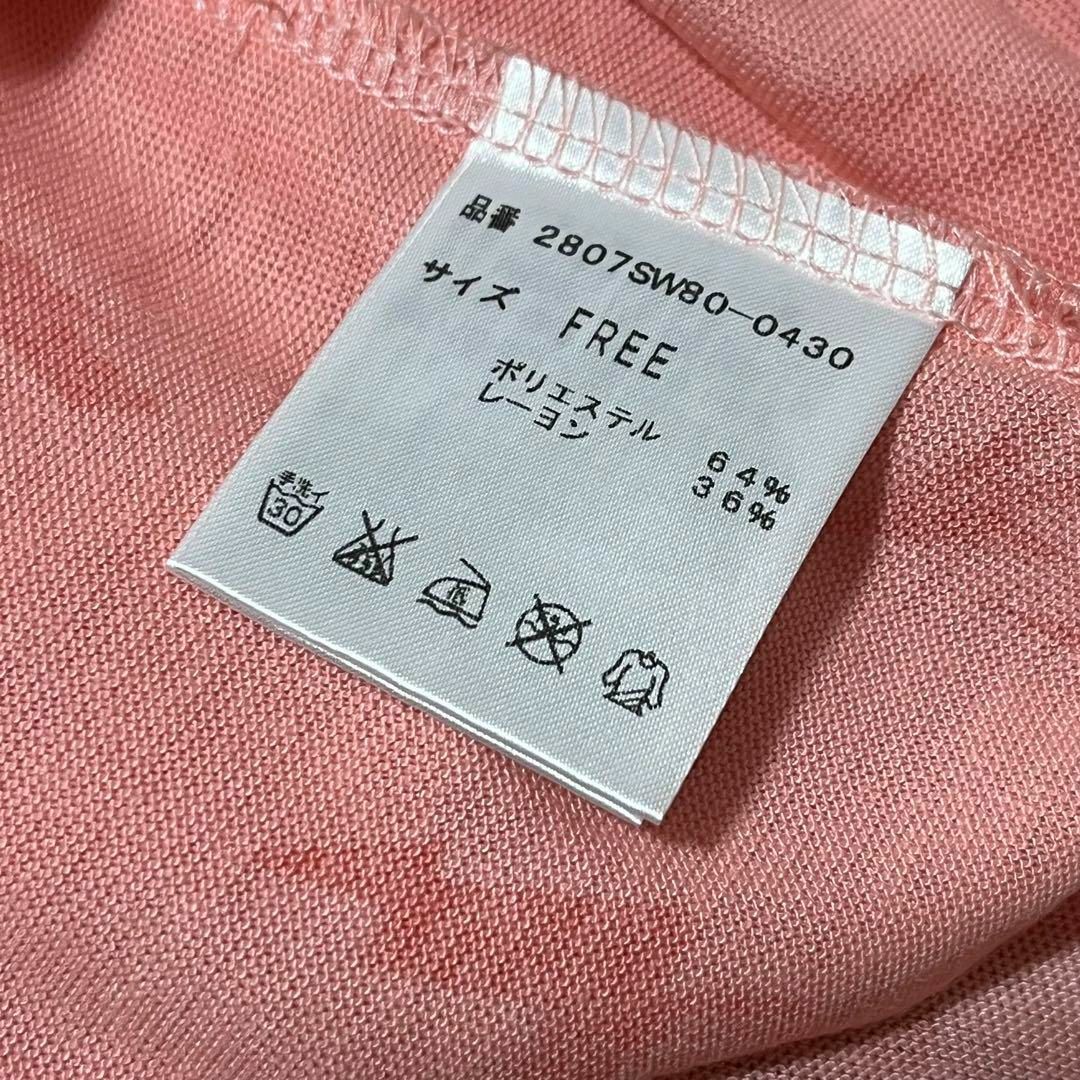 品番 2807SW80-0430
サイズ FREE
ポリエステル 64%
レーヨン 36%
手洗イ
30
低